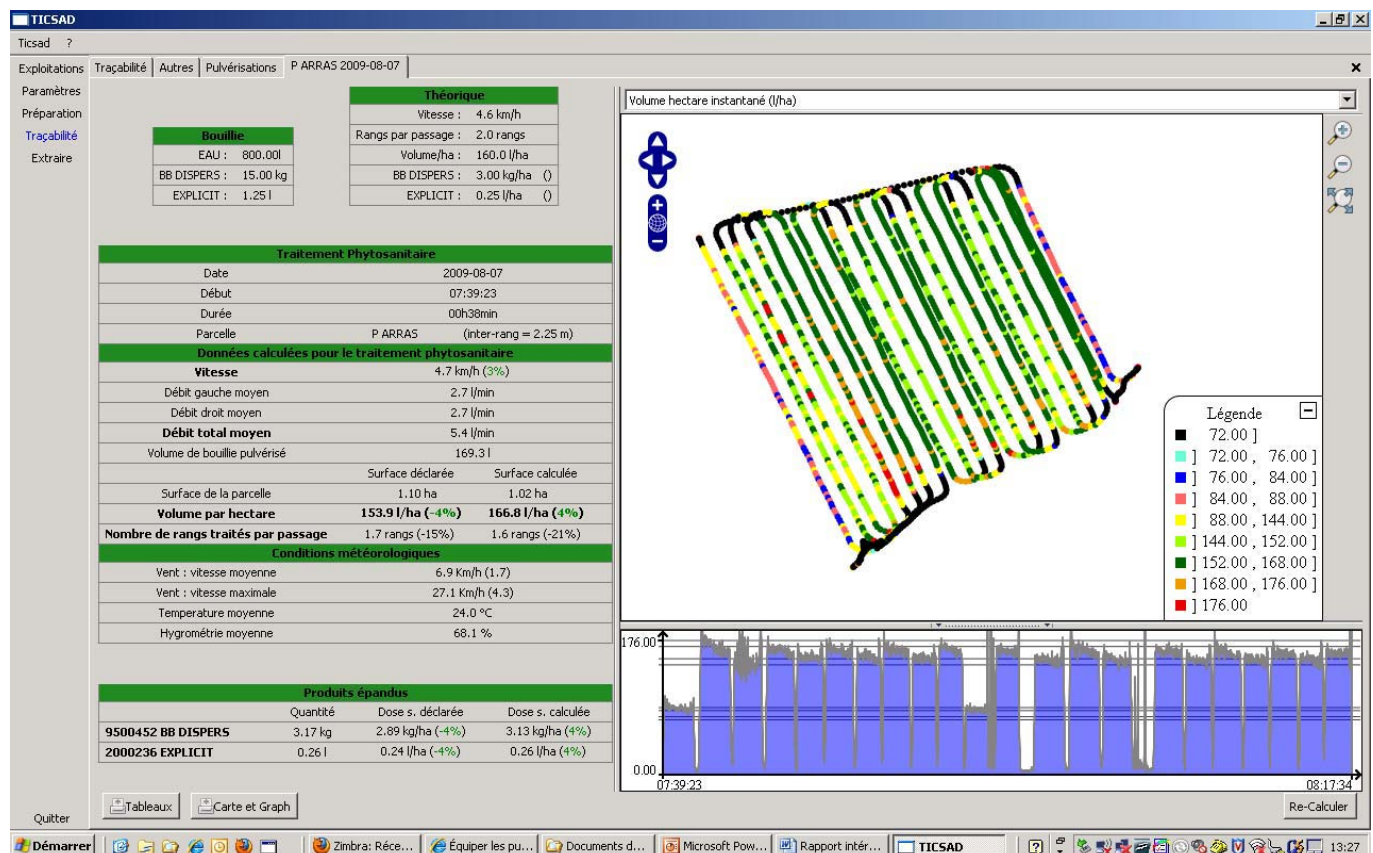 TICSAD
Ticsad ?
Exploitations
Paramètres
Préparation
Traçabilité
Extraire
Quitter
Traçabilité Autres Pulvérisations P ARRAS 2009-08-07
Bouillie
EAU : 800.00l
BB DISPERS : 15.00 kg
EXPLICIT : 1.25 l
Théorique
Vitesse : 4.6 km/h
Rangs par passage : 2.0 rangs
Volume/ha : 160.0 l/ha
BB DISPERS : 3.00 kg/ha ()
EXPLICIT : 0.25 l/ha ()
Traitement Phytosanitaire
Date 2009-08-07
Début 07:39:23
Durée 00h38min
Parcelle P ARRAS (inter-rang = 2.25 m)
Données calculées pour le traitement phytosanitaire
Vitesse 4.7 km/h (3%)
Débit gauche moyen 2.7 l/min
Débit droit moyen 2.7 l/min
Débit total moyen 5.4 l/min
Volume de bouillie pulvérisé 169.3 l
Surface déclarée Surface calculée
Surface de la parcelle 1.10 ha 1.02 ha
Volume par hectare 153.9 l/ha (-4%) 166.8 l/ha (4%)
Nombre de rangs traités par passage 1.7 rangs (-15%) 1.6 rangs (-21%)
Conditions météorologiques
Vent : vitesse moyenne 6.9 Km/h (1.7)
Vent : vitesse maximale 27.1 Km/h (4.3)
Temperature moyenne 24.0 °C
Hygrométrie moyenne 68.1 %
Produits épandus
Quantité Dose s. déclarée Dose s. calculée
9500452 BB DISPERS 3.17 kg 2.89 kg/ha (-4%) 3.13 kg/ha (4%)
2000236 EXPLICIT 0.26 l 0.24 l/ha (-4%) 0.26 l/ha (4%)
Tableaux Carte et Graph
Volume hectare instantané (l/ha)
Légende
72.00 ]
] 72.00 , 76.00 ]
] 76.00 , 84.00 ]
] 84.00 , 88.00 ]
] 88.00 , 144.00 ]
] 144.00 , 152.00 ]
] 152.00 , 168.00 ]
] 168.00 , 176.00 ]
] 176.00
176.00
0.00
07:39:23 08:17:34
Re-Calculer
Démarrer Zimbra: Réce... Équiper les pu... Documents d... Microsoft Pow... Rapport intér... TICSAD 13:27